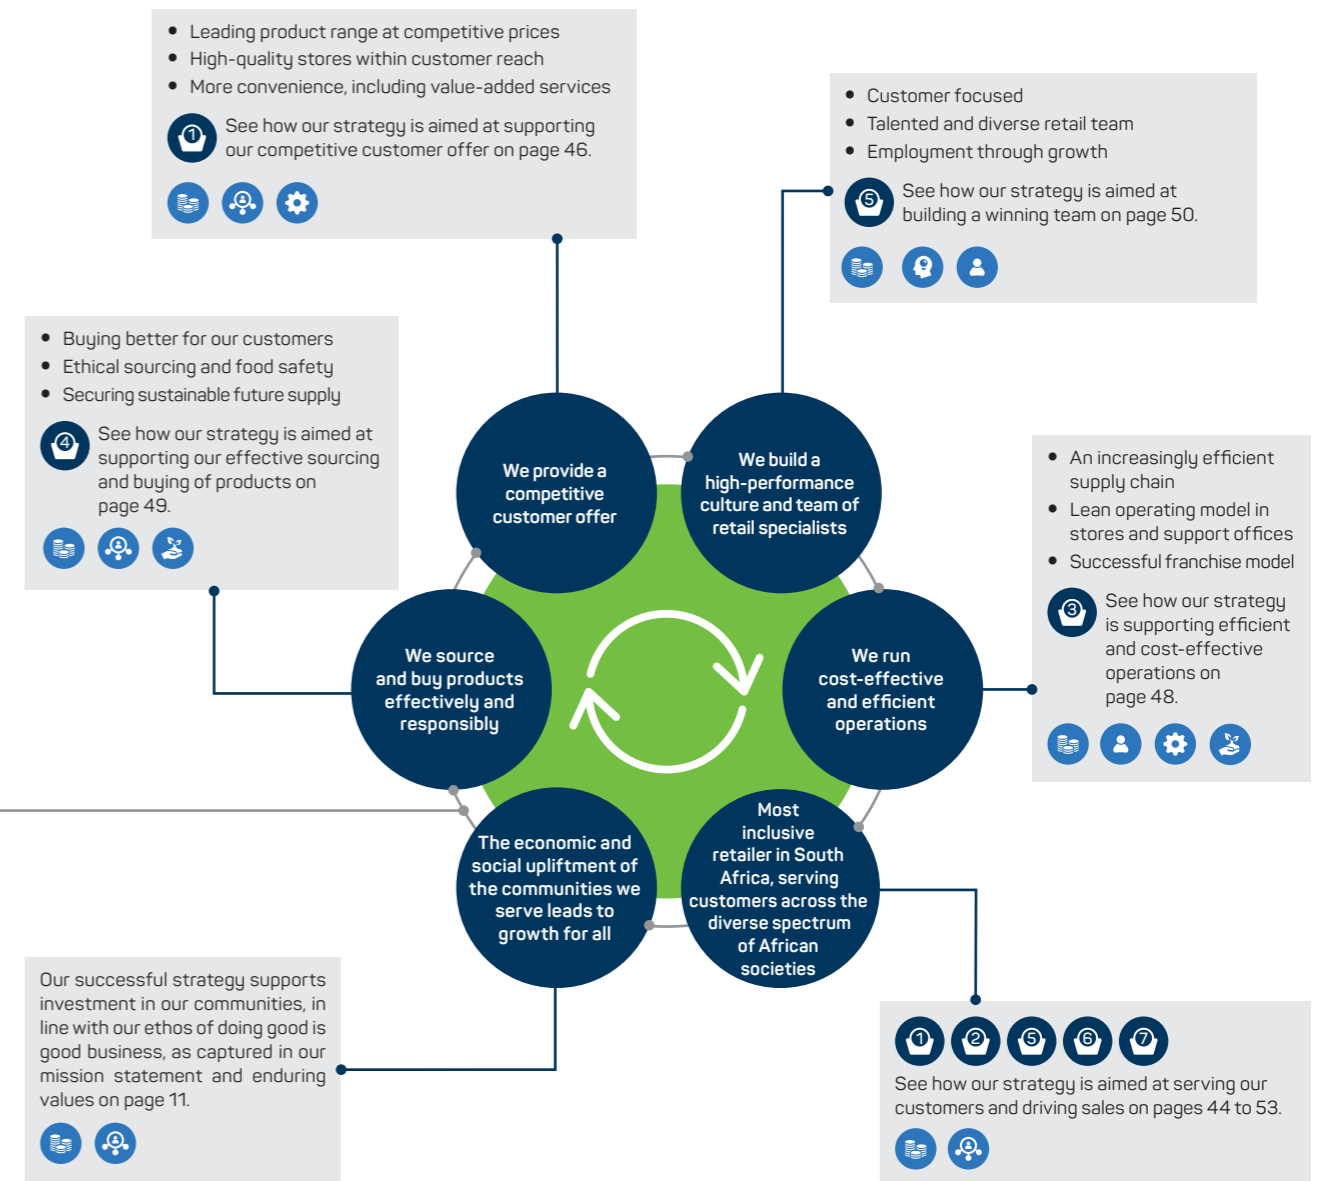 • Leading product range at competitive prices
• High-quality stores within customer reach
• More convenience, including value-added services
1
See how our strategy is aimed at supporting
our competitive customer offer on page 46.
• Customer focused
• Talented and diverse retail team
• Employment through growth
5
See how our strategy is aimed at
building a winning team on page 50.
• Buying better for our customers
• Ethical sourcing and food safety
• Securing sustainable future supply
4
See how our strategy is aimed at
supporting our effective sourcing
and buying of products on
page 49.
We provide a
competitive
customer offer
We build a
high-performance
culture and team of
retail specialists
• An increasingly efficient
supply chain
• Lean operating model in
stores and support offices
• Successful franchise model
3
See how our strategy
is supporting efficient
and cost-effective
operations on
page 48.
We source
and buy products
effectively and
responsibly
We run
cost-effective
and efficient
operations
The economic and
social upliftment of
the communities we
serve leads to
growth for all
Most
inclusive
retailer in South
Africa, serving
customers across the
diverse spectrum
of African
societies
Our successful strategy supports
investment in our communities, in
line with our ethos of doing good is
good business, as captured in our
mission statement and enduring
values on page 11.
1 2 5 6 7
See how our strategy is aimed at serving our
customers and driving sales on pages 44 to 53.